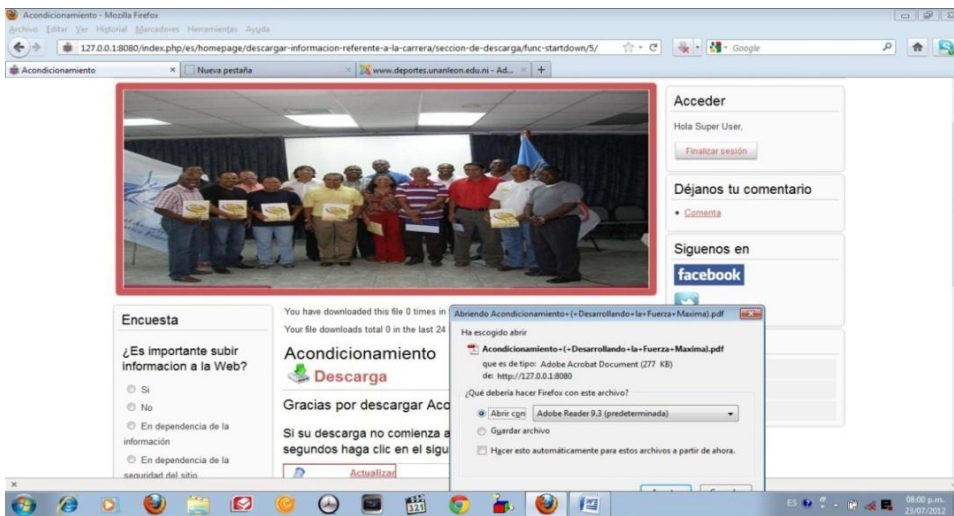 Acondicionamiento - Mozilla Firefox
Archivo Editar Ver Historial Marcadores Herramientas Ayuda
127.0.0.1:8080/index.php/es/homepage/descargar-informacion-referente-a-la-carrera/seccion-de-descarga/func-startdown/5/
Google
Acondicionamiento
Nueva pestaña
www.deportes.unanleon.edu.ni - Ad...
Acceder
Hola Super User,
Finalizar sesión
Déjanos tu comentario
Comenta
Siguenos en
facebook
Encuesta
¿Es importante subir
informacion a la Web?
Si
No
En dependencia de la
información
En dependencia de la
seguridad del sitio
You have downloaded this file 0 times in
Your file downloads total 0 in the last 24
Acondicionamiento
Descarga
Gracias por descargar Aco
Si su descarga no comienza a
segundos haga clic en el sigu
Actualizar
Abriendo Acondicionamiento+(+Desarrollando+la+Fuerza+Maxima).pdf
Ha escogido abrir
Acondicionamiento+(+Desarrollando+la+Fuerza+Maxima).pdf
que es de tipo: Adobe Acrobat Document (277 KB)
de: http://127.0.0.1:8080
¿Qué debería hacer Firefox con este archivo?
Abrir con
Adobe Reader 9.3 (predeterminada)
Guardar archivo
Hacer esto automáticamente para estos archivos a partir de ahora.
ES
08:00 p.m.
23/07/2012